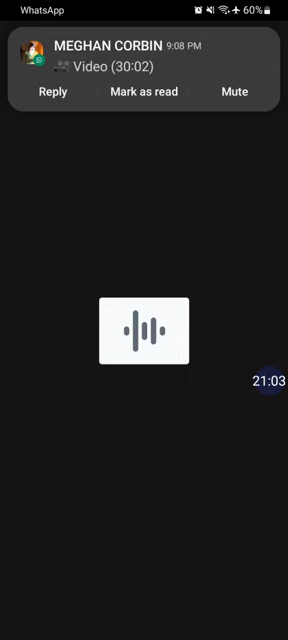 WhatsApp 60%
MEGHAN CORBIN 9:08 PM
Video (30:02)
Reply Mark as read Mute
21:03